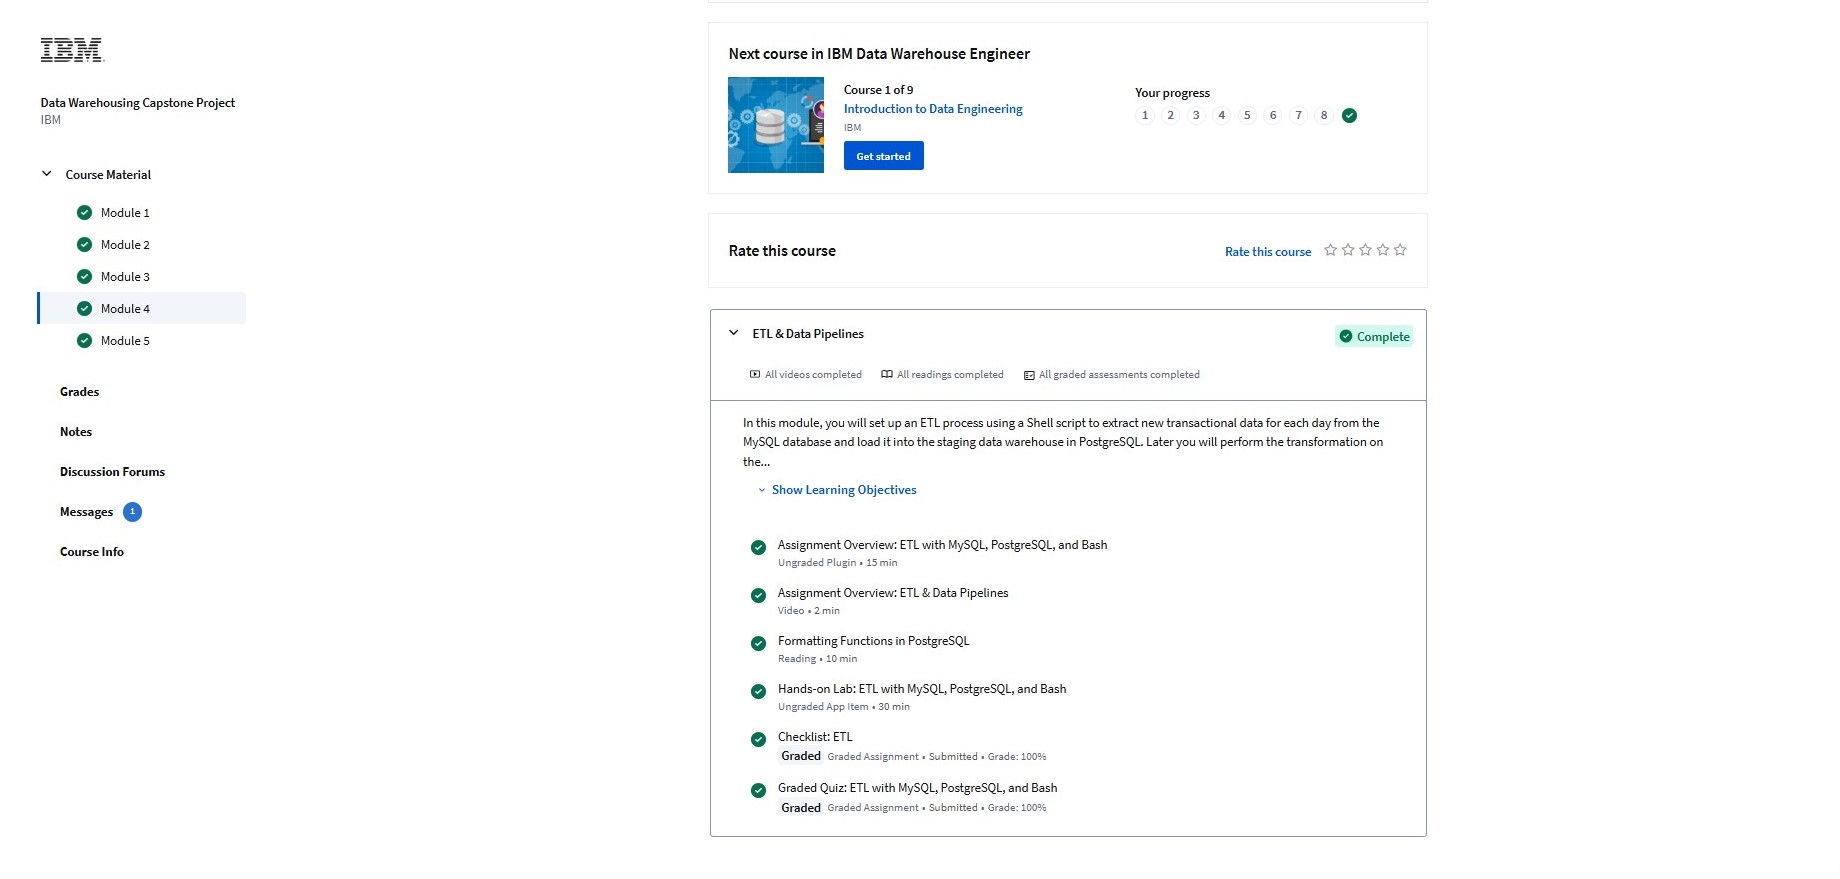 IBM
Data Warehousing Capstone Project
IBM
Course Material
Module 1
Module 2
Module 3
Module 4
Module 5
Grades
Notes
Discussion Forums
Messages 1
Course Info
Next course in IBM Data Warehouse Engineer
Course 1 of 9
Introduction to Data Engineering
IBM
Get started
Your progress
1 2 3 4 5 6 7 8
Rate this course
Rate this course
ETL & Data Pipelines
Complete
All videos completed All readings completed All graded assessments completed
In this module, you will set up an ETL process using a Shell script to extract new transactional data for each day from the
MySQL database and load it into the staging data warehouse in PostgreSQL. Later you will perform the transformation on
the...
Show Learning Objectives
Assignment Overview: ETL with MySQL, PostgreSQL, and Bash
Ungraded Plugin • 15 min
Assignment Overview: ETL & Data Pipelines
Video • 2 min
Formatting Functions in PostgreSQL
Reading • 10 min
Hands-on Lab: ETL with MySQL, PostgreSQL, and Bash
Ungraded App Item • 30 min
Checklist: ETL
Graded Graded Assignment • Submitted • Grade: 100%
Graded Quiz: ETL with MySQL, PostgreSQL, and Bash
Graded Graded Assignment • Submitted • Grade: 100%